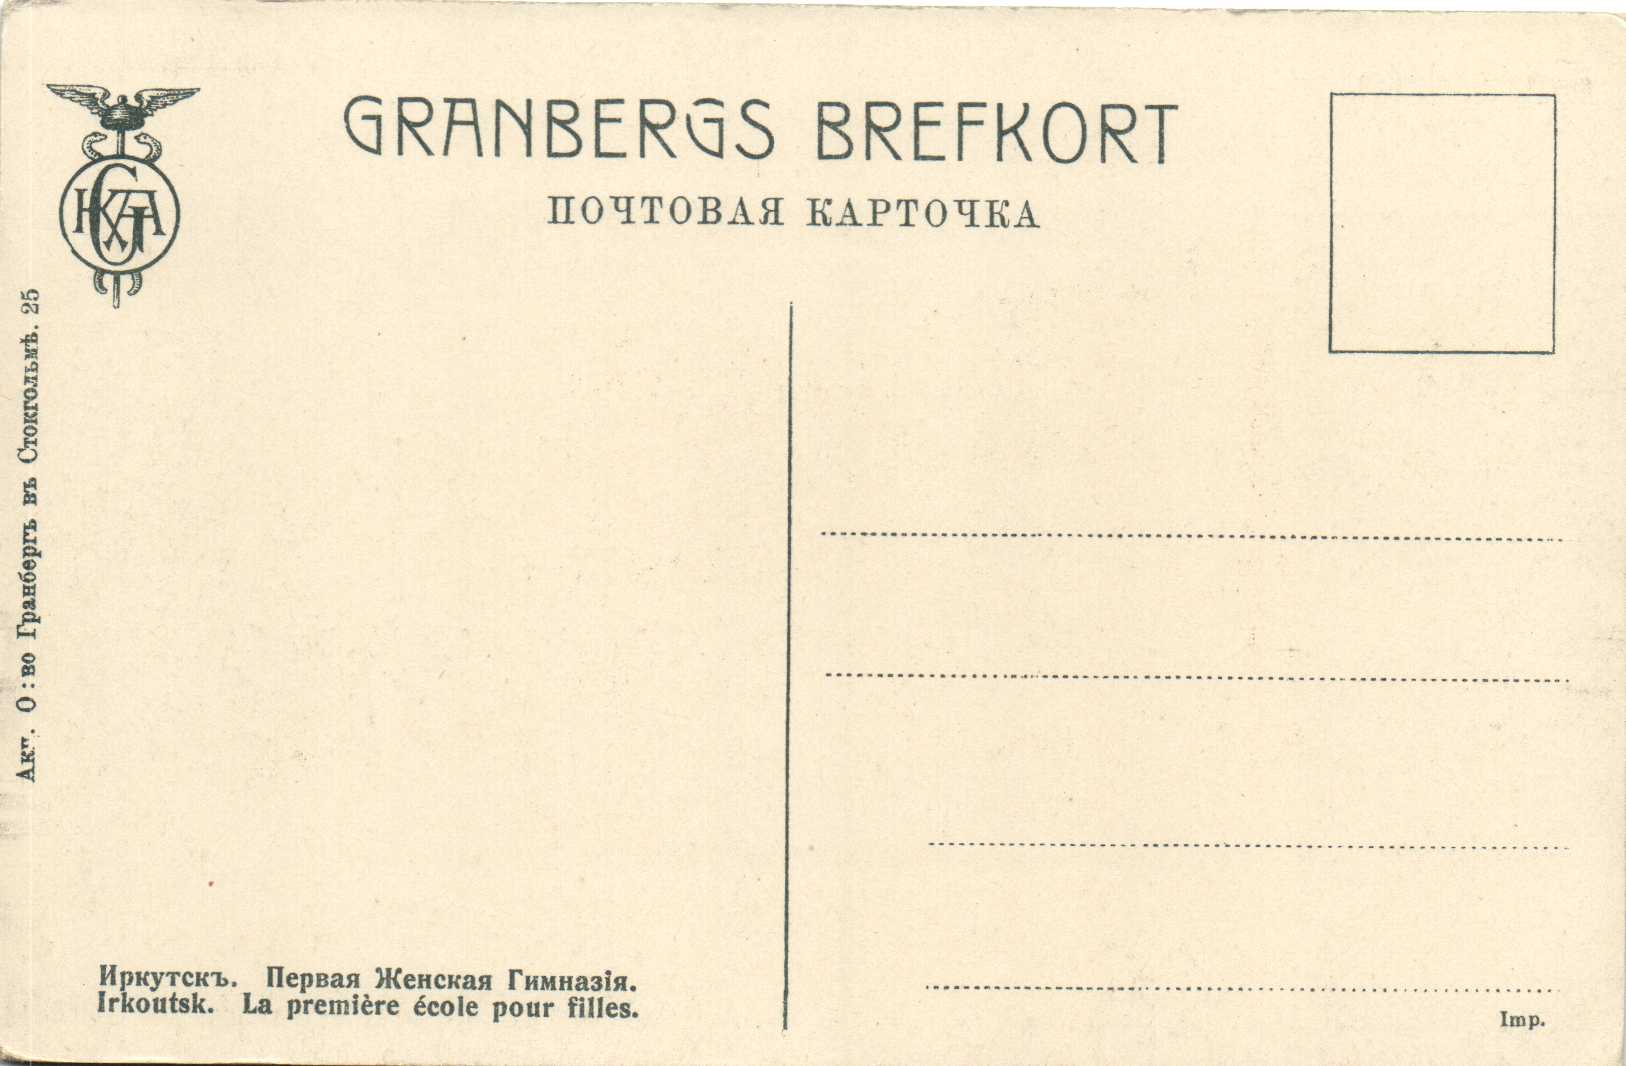 GRANBERGS BREFKORT
ПОЧТОВАЯ КАРТОЧКА
Акц. О:во Гранбергъ въ Стокгольмѣ. 25
Иркутскъ. Первая Женская Гимназія.
Irkoutsk. La première école pour filles.
Imp.